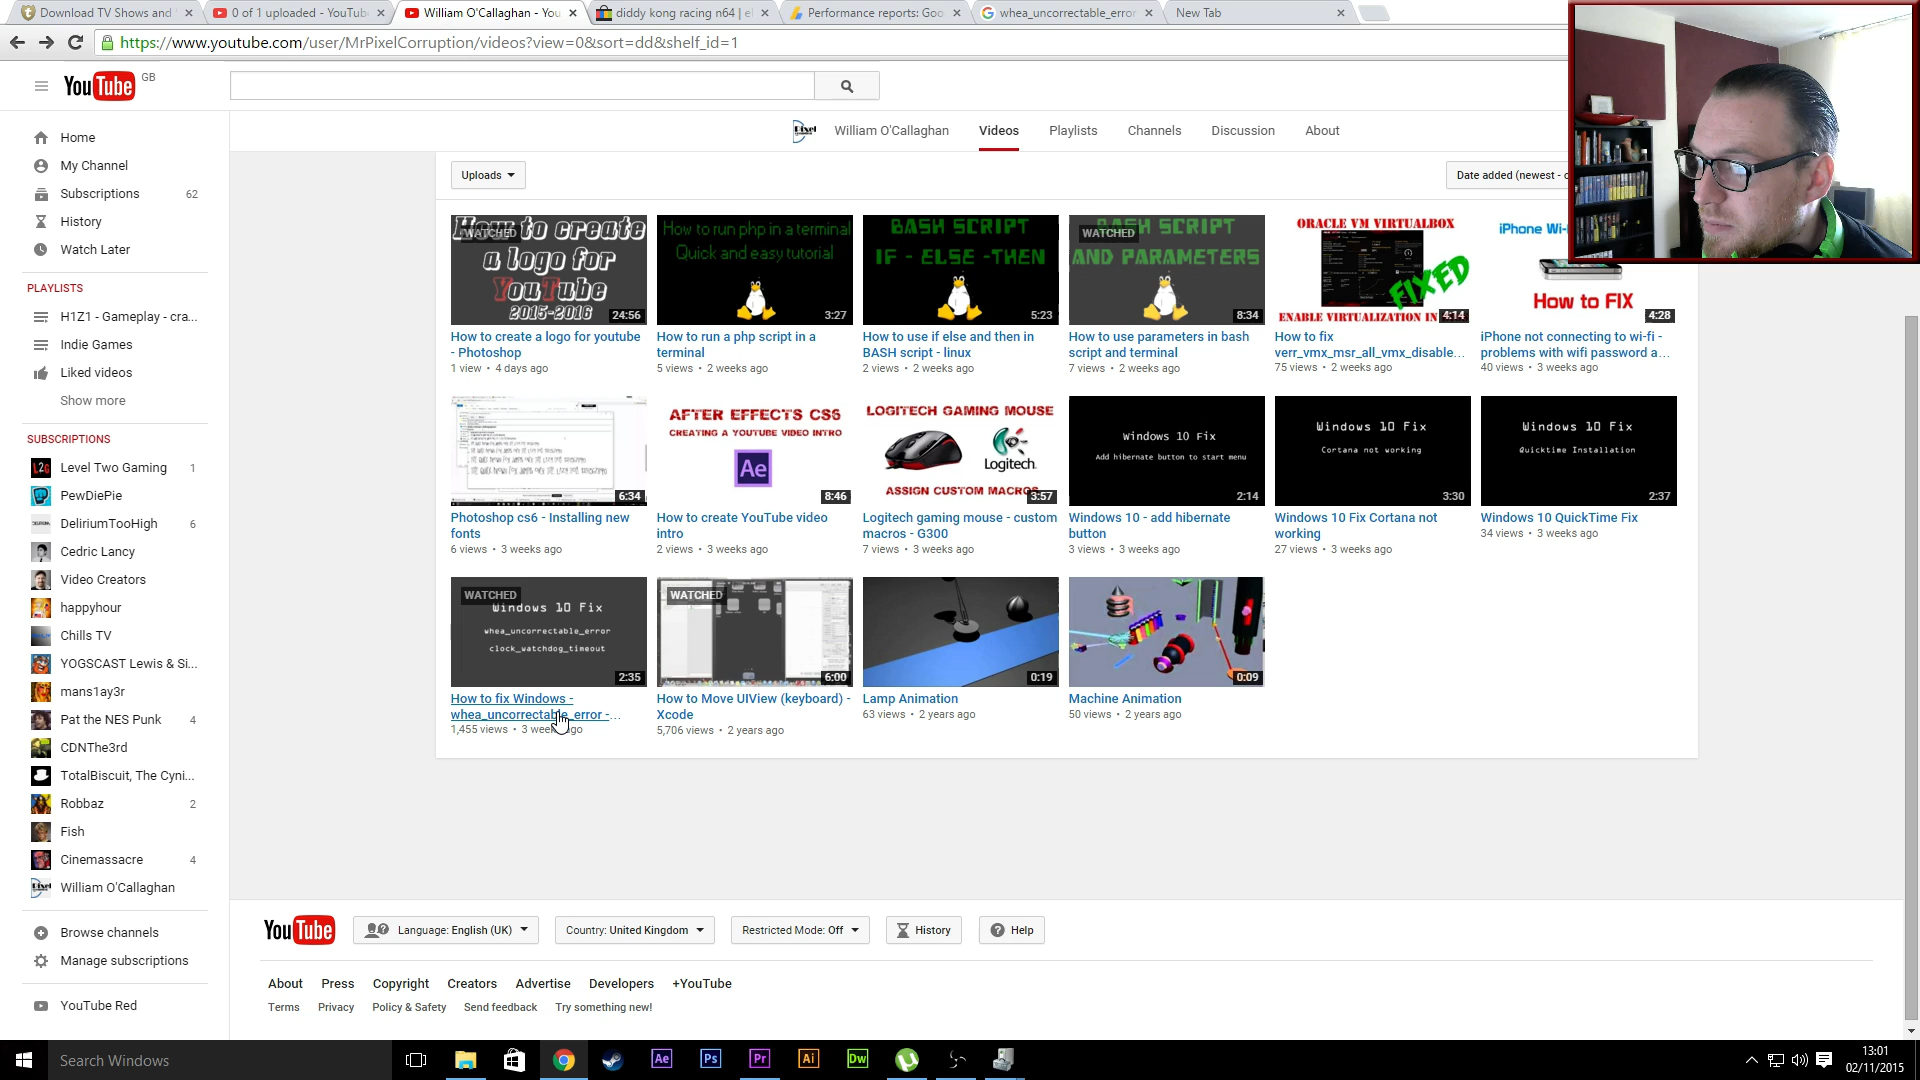 Download TV Shows and
0 of 1 uploaded - YouTub
William O'Callaghan - You
diddy kong racing n64 | e
Performance reports: Goo
whea_uncorrectable_error
New Tab
https://www.youtube.com/user/MrPixelCorruption/videos?view=0&sort=dd&shelf_id=1
YouTube GB
William O'Callaghan
Videos
Playlists
Channels
Discussion
About
Home
My Channel
Subscriptions 62
History
Watch Later
PLAYLISTS
H1Z1 - Gameplay - cra...
Indie Games
Liked videos
Show more
SUBSCRIPTIONS
Level Two Gaming 1
PewDiePie
DeliriumTooHigh 6
Cedric Lancy
Video Creators
happyhour
Chills TV
YOGSCAST Lewis & Si...
mans1ay3r
Pat the NES Punk 4
CDNThe3rd
TotalBiscuit, The Cyni...
Robbaz 2
Fish
Cinemassacre 4
William O'Callaghan
Browse channels
Manage subscriptions
YouTube Red
Uploads
Date added (newest - o
WATCHED
How to create
a logo for
YouTube
2015-2016
24:56
How to create a logo for youtube
- Photoshop
1 view • 4 days ago
How to run php in a terminal
Quick and easy tutorial
3:27
How to run a php script in a
terminal
5 views • 2 weeks ago
BASH SCRIPT
IF - ELSE -THEN
5:23
How to use if else and then in
BASH script - linux
2 views • 2 weeks ago
BASH SCRIPT
WATCHED
AND PARAMETERS
8:34
How to use parameters in bash
script and terminal
7 views • 2 weeks ago
ORACLE VM VIRTUALBOX
FIXED
ENABLE VIRTUALIZATION IN
4:14
How to fix
verr_vmx_msr_all_vmx_disable...
75 views • 2 weeks ago
iPhone Wi-
How to FIX
4:28
iPhone not connecting to wi-fi -
problems with wifi password a...
40 views • 3 weeks ago
6:34
Photoshop cs6 - Installing new
fonts
6 views • 3 weeks ago
AFTER EFFECTS CS6
CREATING A YOUTUBE VIDEO INTRO
Ae
8:46
How to create YouTube video
intro
2 views • 3 weeks ago
LOGITECH GAMING MOUSE
Logitech
ASSIGN CUSTOM MACROS
3:57
Logitech gaming mouse - custom
macros - G300
7 views • 3 weeks ago
Windows 10 Fix
Add hibernate button to start menu
2:14
Windows 10 - add hibernate
button
3 views • 3 weeks ago
Windows 10 Fix
Cortana not working
3:30
Windows 10 Fix Cortana not
working
27 views • 3 weeks ago
Windows 10 Fix
Quicktime Installation
2:37
Windows 10 QuickTime Fix
34 views • 3 weeks ago
WATCHED
Windows 10 Fix
whea_uncorrectable_error
clock_watchdog_timeout
2:35
How to fix Windows -
whea_uncorrectable_error -...
1,455 views • 3 weeks ago
WATCHED
6:00
How to Move UIView (keyboard) -
Xcode
5,706 views • 2 years ago
0:19
Lamp Animation
63 views • 2 years ago
0:09
Machine Animation
50 views • 2 years ago
YouTube
Language: English (UK)
Country: United Kingdom
Restricted Mode: Off
History
Help
About Press Copyright Creators Advertise Developers +YouTube
Terms Privacy Policy & Safety Send feedback Try something new!
Search Windows
Ae Ps Pr Ai Dw
13:01
02/11/2015